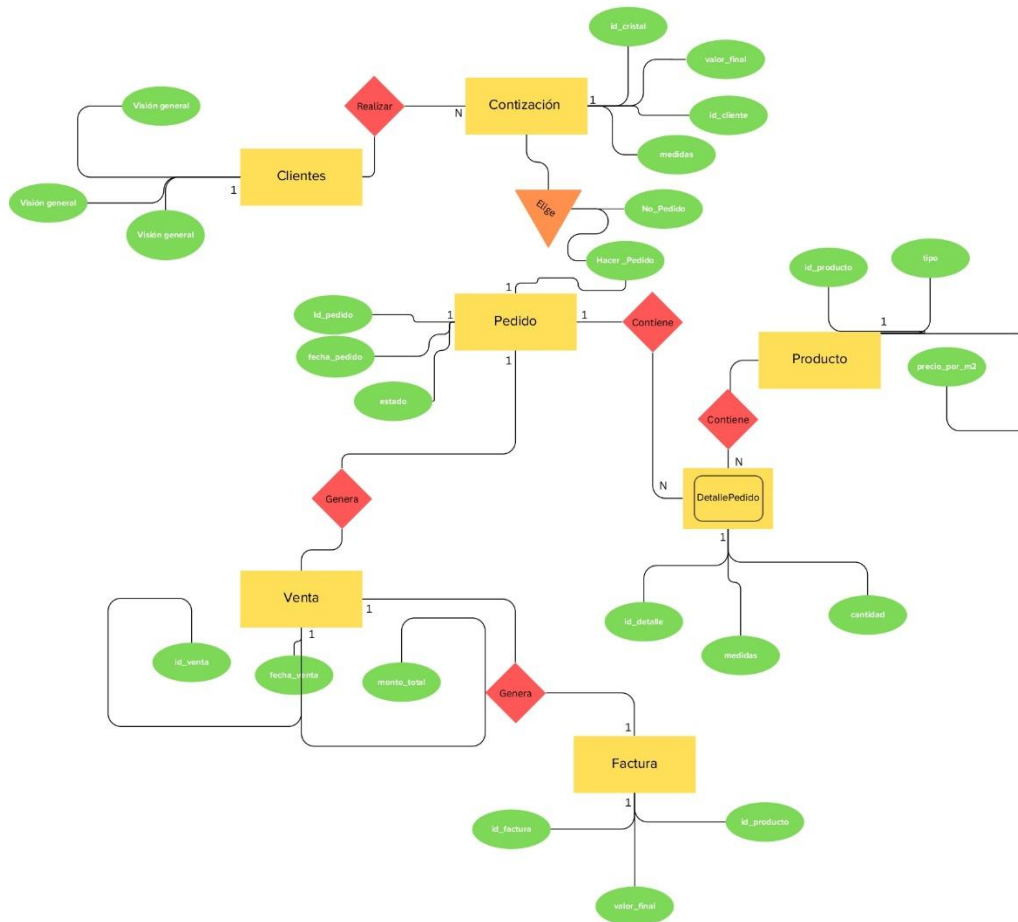 id_cristal
valor_final
Visión general
Realizar
N
Contización
1
id_cliente
medidas
Clientes
1
Visión general
Visión general
Elige
No_Pedido
Hacer _Pedido
id_producto
tipo
1
Id_pedido
1
Pedido
1
Contiene
1
Producto
fecha_pedido
1
precio_por_m2
estado
Contiene
N
N
DetallePedido
Genera
1
Venta
1
id_detalle
cantidad
1
id_venta
fecha_venta
monto_total
medidas
Genera
1
Factura
1
id_factura
id_producto
valor_final